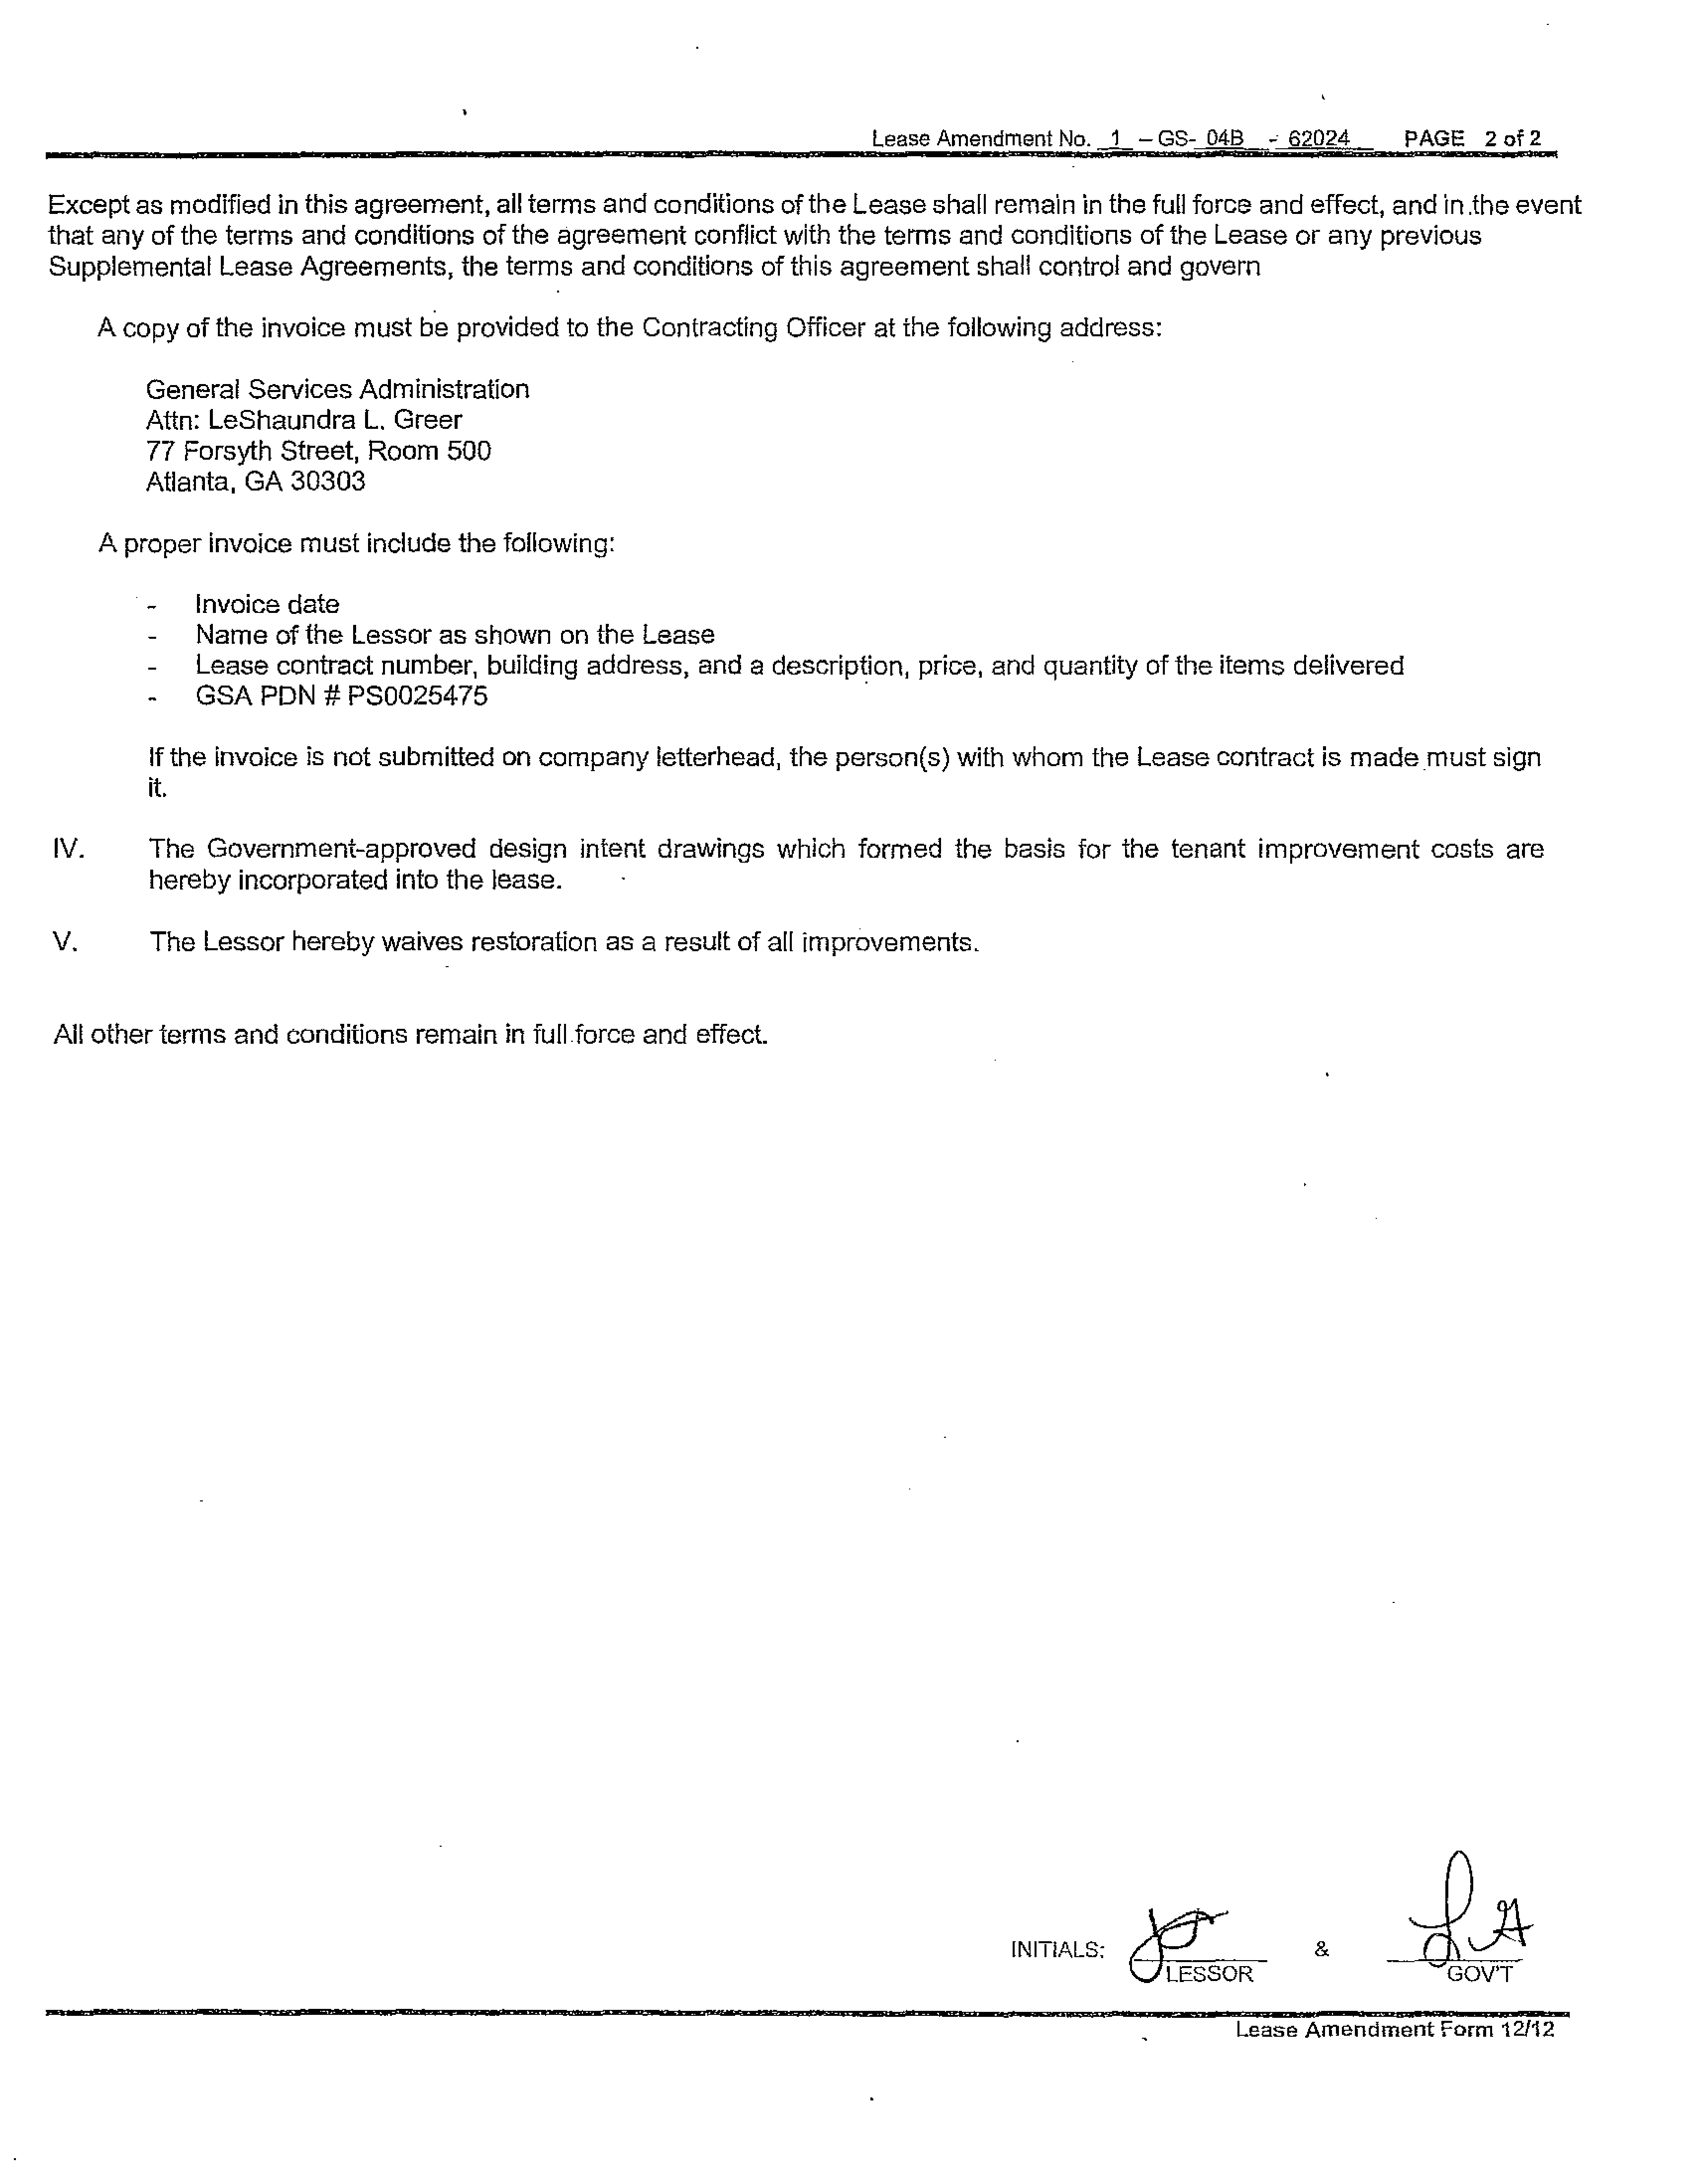 Lease Amendment No. 1 – GS- 04B - 62024 PAGE 2 of 2
Except as modified in this agreement, all terms and conditions of the Lease shall remain in the full force and effect, and in the event
that any of the terms and conditions of the agreement conflict with the terms and conditions of the Lease or any previous
Supplemental Lease Agreements, the terms and conditions of this agreement shall control and govern
A copy of the invoice must be provided to the Contracting Officer at the following address:
General Services Administration
Attn: LeShaundra L. Greer
77 Forsyth Street, Room 500
Atlanta, GA 30303
A proper invoice must include the following:
- Invoice date
- Name of the Lessor as shown on the Lease
- Lease contract number, building address, and a description, price, and quantity of the items delivered
- GSA PDN # PS0025475
If the invoice is not submitted on company letterhead, the person(s) with whom the Lease contract is made must sign
it.
IV. The Government-approved design intent drawings which formed the basis for the tenant improvement costs are
hereby incorporated into the lease.
V. The Lessor hereby waives restoration as a result of all improvements.
All other terms and conditions remain in full force and effect.
INITIALS: &
LESSOR GOV'T
Lease Amendment Form 12/12